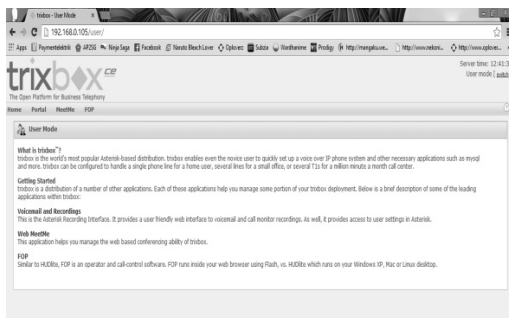 trixbox - User Mode
192.168.0.105/user/
Apps Paymentelektrik APZSG Ninja Saga Facebook Naruto Bleach Lover Oploverz Subzia Wardhanime Prodigy http://mangaku.we... http://www.nekoni... http://www.oplove...
Server time: 12:41:3
User mode [ switch
trixbox CE
The Open Platform for Business Telephony
Home Portal MeetMe FOP
User Mode
What is trixbox™?
trixbox is the world's most popular Asterisk-based distribution. trixbox enables even the novice user to quickly set up a voice over IP phone system and other necessary applications such as mysql
and more. trixbox can be configured to handle a single phone line for a home user, several lines for a small office, or several T1s for a million minute a month call center.
Getting Started
trixbox is a distribution of a number of other applications. Each of these applications help you manage some portion of your trixbox deployment. Below is a brief description of some of the leading
applications within trixbox:
Voicemail and Recordings
This is the Asterisk Recording Interface. It provides a user friendly web interface to voicemail and call monitor recordings. As well, it provides access to user settings in Asterisk.
Web MeetMe
This application helps you manage the web based conferencing ability of trixbox.
FOP
Similar to HUDlite, FOP is an operator and call-control software. FOP runs inside your web browser using Flash, vs. HUDlite which runs on your Windows XP, Mac or Linux desktop.